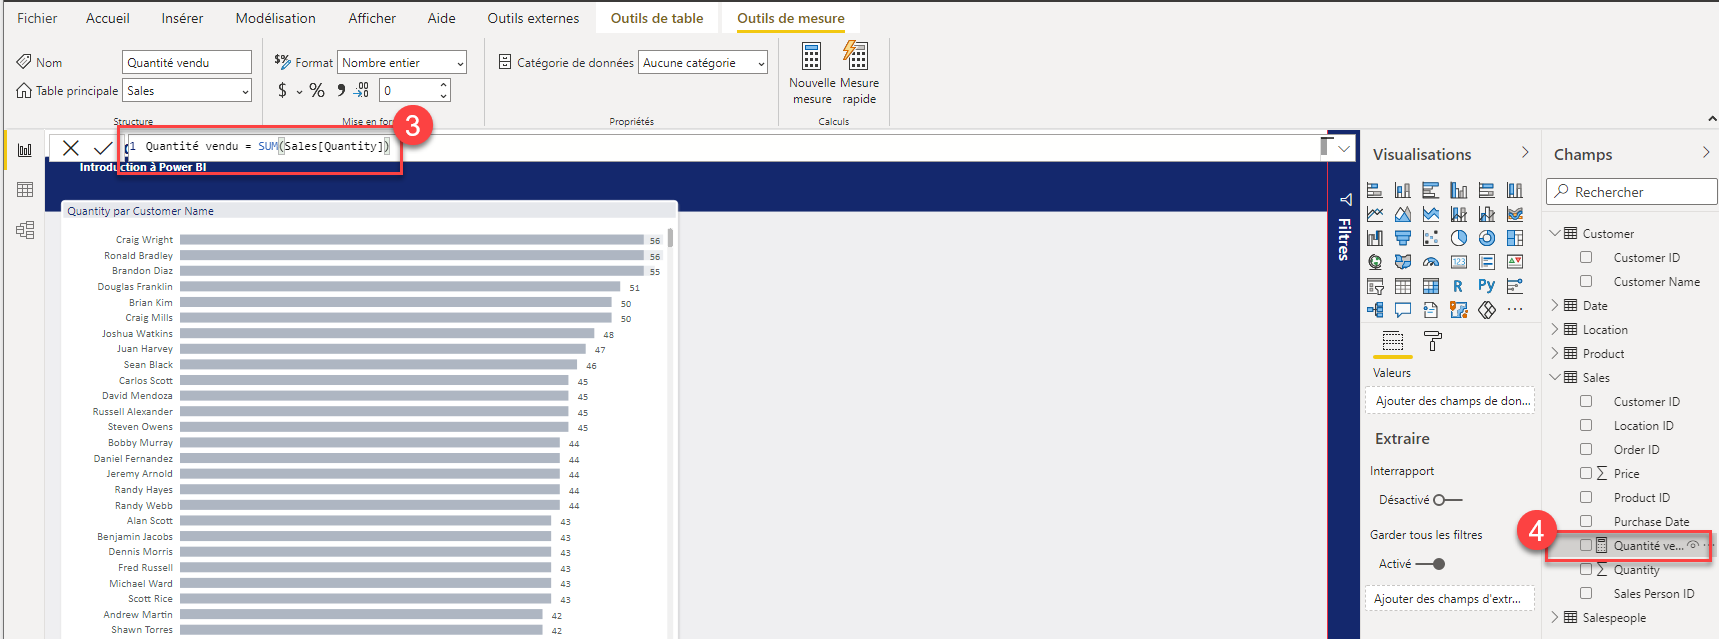 Fichier Accueil Insérer Modélisation Afficher Aide Outils externes Outils de table Outils de mesure
Nom Quantité vendu
Table principale Sales
Structure
$% Format Nombre entier
$ % 9 .00 0
Mise en for
Catégorie de données Aucune catégorie
Propriétés
Nouvelle mesure
Mesure rapide
Calculs
3
1 Quantité vendu = SUM(Sales[Quantity])
Introduction à Power BI
Quantity par Customer Name
Craig Wright 56
Ronald Bradley 56
Brandon Diaz 55
Douglas Franklin 51
Brian Kim 50
Craig Mills 50
Joshua Watkins 48
Juan Harvey 47
Sean Black 46
Carlos Scott 45
David Mendoza 45
Russell Alexander 45
Steven Owens 45
Bobby Murray 44
Daniel Fernandez 44
Jeremy Arnold 44
Randy Hayes 44
Randy Webb 44
Alan Scott 43
Benjamin Jacobs 43
Dennis Morris 43
Fred Russell 43
Michael Ward 43
Scott Rice 43
Andrew Martin 42
Shawn Torres 42
Filtres
Visualisations
123
R Py
...
Valeurs
Ajouter des champs de don...
Extraire
Interrapport
Désactivé
Garder tous les filtres
Activé
Ajouter des champs d'extr...
Champs
Rechercher
Customer
Customer ID
Customer Name
Date
Location
Product
Sales
Customer ID
Location ID
Order ID
Σ Price
Product ID
Purchase Date
4
Quantité ve... ...
Σ Quantity
Sales Person ID
Salespeople